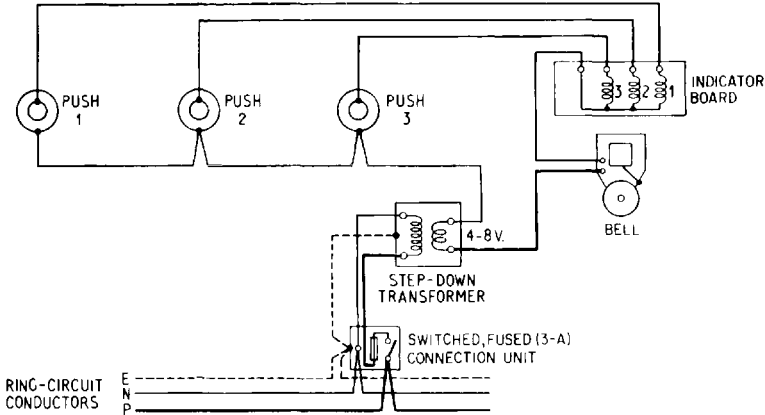 PUSH
1
PUSH
2
PUSH
3
3 2 1
INDICATOR
BOARD
BELL
4-8V.
STEP-DOWN
TRANSFORMER
SWITCHED, FUSED (3-A)
CONNECTION UNIT
RING-CIRCUIT
CONDUCTORS
E
N
P